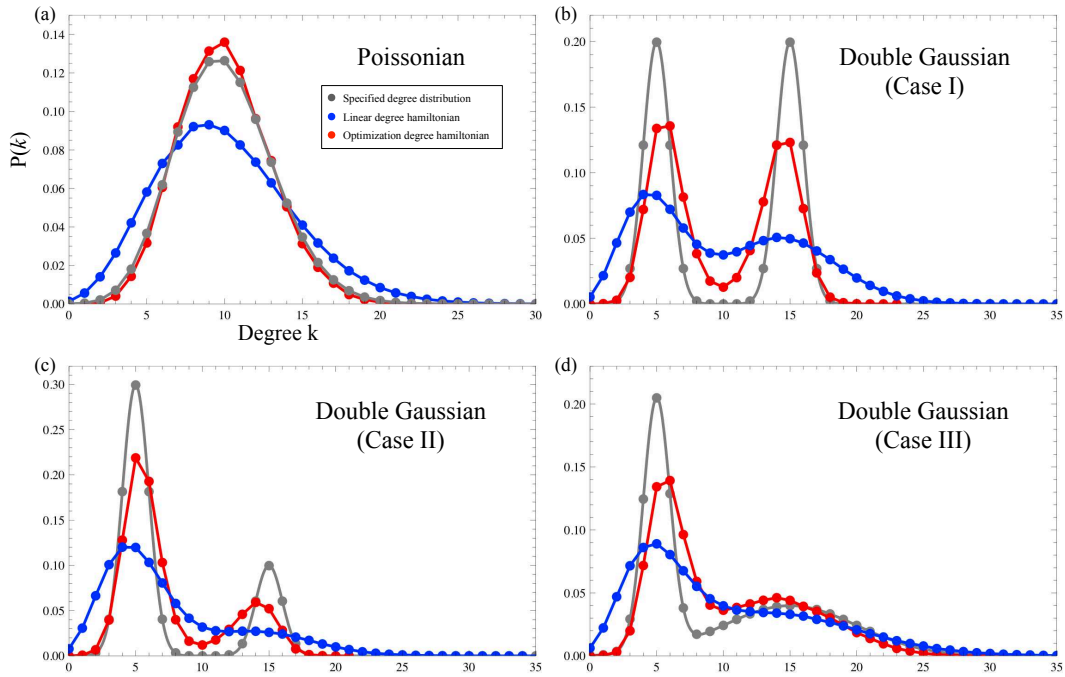 (a)
Poissonian
Specified degree distribution
Linear degree hamiltonian
Optimization degree hamiltonian
P(k)
0.14
0.12
0.10
0.08
0.06
0.04
0.02
0.00
0 5 10 15 20 25 30
Degree k
(b)
Double Gaussian
(Case I)
0.20
0.15
0.10
0.05
0.00
0 5 10 15 20 25 30 35
(c)
Double Gaussian
(Case II)
0.30
0.25
0.20
0.15
0.10
0.05
0.00
0 5 10 15 20 25 30 35
(d)
Double Gaussian
(Case III)
0.20
0.15
0.10
0.05
0.00
0 5 10 15 20 25 30 35